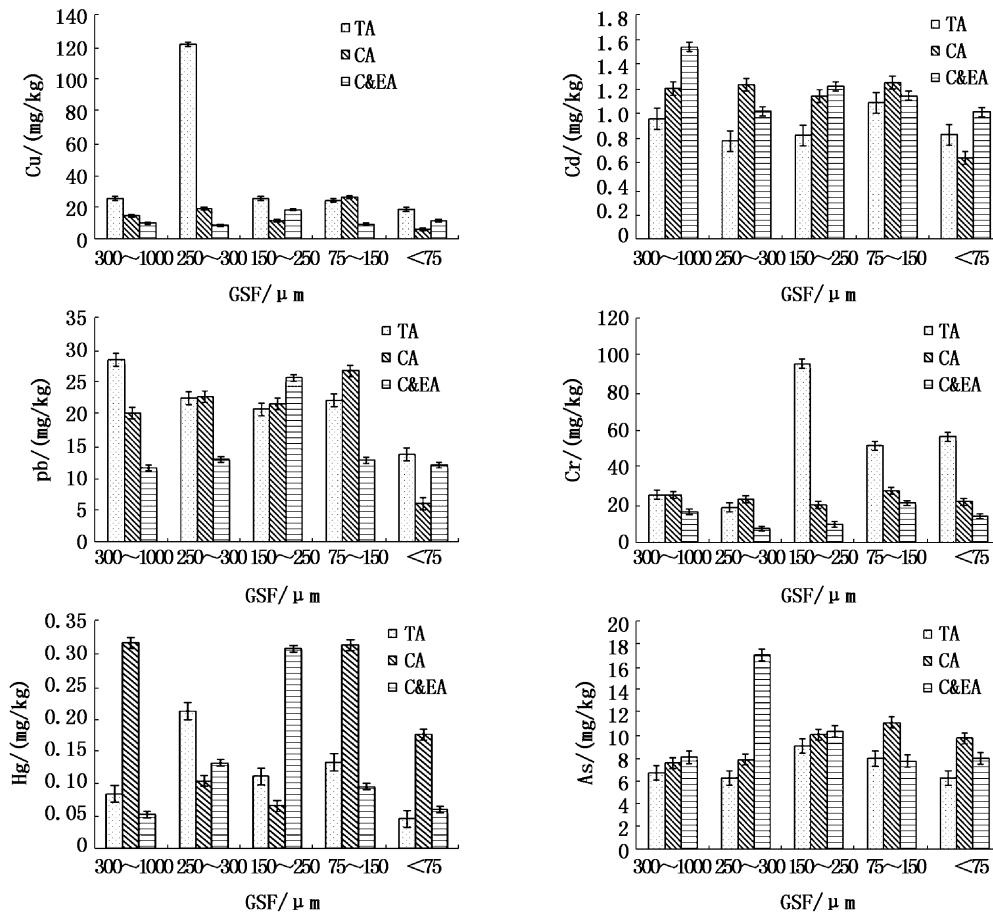 Cu/(mg/kg)
140
120
100
80
60
40
20
0
TA
CA
C&EA
300～1000 250～300 150～250 75～150 ＜75
GSF/μm
Cd/(mg/kg)
1.8
1.6
1.4
1.2
1.0
0.8
0.6
0.4
0.2
0
TA
CA
C&EA
300～1000 250～300 150～250 75～150 ＜75
GSF/μm
pb/(mg/kg)
35
30
25
20
15
10
5
0
TA
CA
C&EA
300～1000 250～300 150～250 75～150 ＜75
GSF/μm
Cr/(mg/kg)
120
100
80
60
40
20
0
TA
CA
C&EA
300～1000 250～300 150～250 75～150 ＜75
GSF/μm
Hg/(mg/kg)
0.35
0.30
0.25
0.20
0.15
0.10
0.05
0
TA
CA
C&EA
300～1000 250～300 150～250 75～150 ＜75
GSF/μm
As/(mg/kg)
20
18
16
14
12
10
8
6
4
2
0
TA
CA
C&EA
300～1000 250～300 150～250 75～150 ＜75
GSF/μm